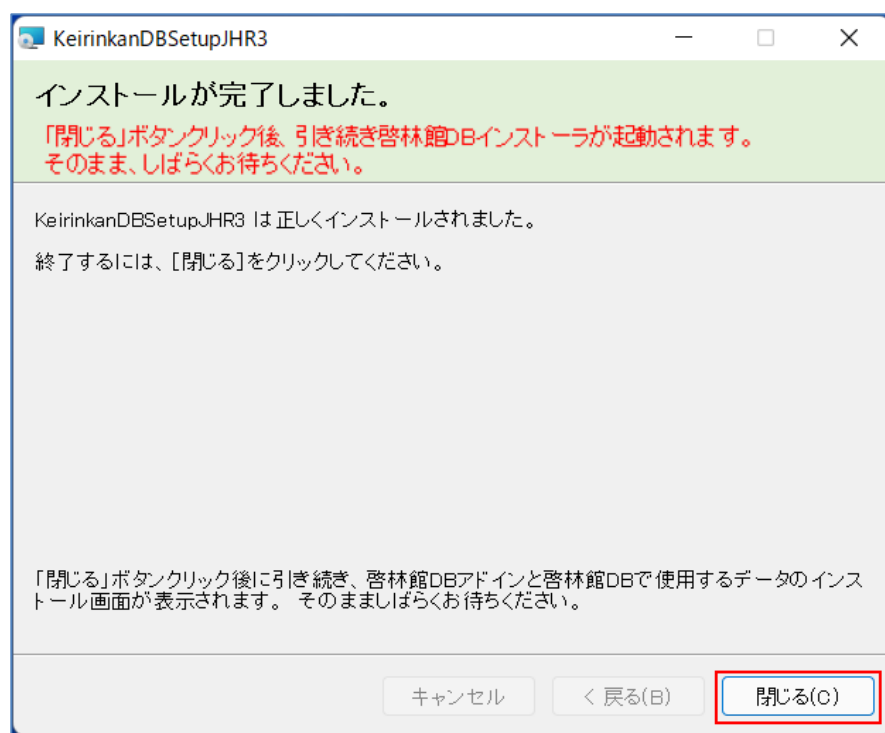 KeirinkanDBSetupJHR3
インストールが完了しました。
「閉じる」ボタンクリック後、引き続き啓林館DBインストーラが起動されます。
そのまま、しばらくお待ちください。
KeirinkanDBSetupJHR3 は正しくインストールされました。
終了するには、[閉じる]をクリックしてください。
「閉じる」ボタンクリック後に引き続き、啓林館DBアドインと啓林館DBで使用するデータのインス
トール画面が表示されます。 そのまましばらくお待ちください。
キャンセル
< 戻る(B)
閉じる(C)